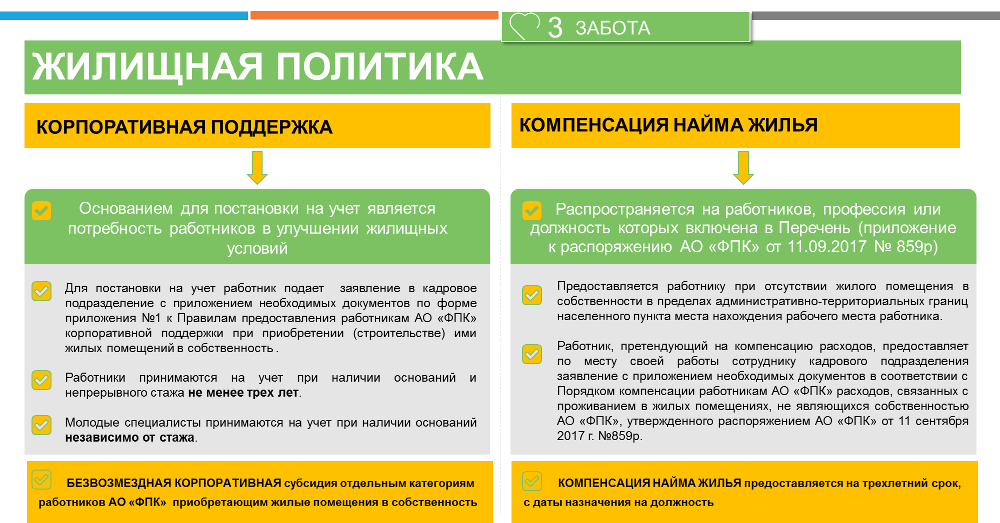 3 ЗАБОТА
ЖИЛИЩНАЯ ПОЛИТИКА
КОРПОРАТИВНАЯ ПОДДЕРЖКА
Основанием для постановки на учет является
потребность работников в улучшении жилищных
условий
Для постановки на учет работник подает заявление в кадровое
подразделение с приложением необходимых документов по форме
приложения №1 к Правилам предоставления работникам АО «ФПК»
корпоративной поддержки при приобретении (строительстве) ими
жилых помещений в собственность .
Работники принимаются на учет при наличии оснований и
непрерывного стажа не менее трех лет.
Молодые специалисты принимаются на учет при наличии оснований
независимо от стажа.
БЕЗВОЗМЕЗДНАЯ КОРПОРАТИВНАЯ субсидия отдельным категориям
работников АО «ФПК» приобретающим жилые помещения в собственность
КОМПЕНСАЦИЯ НАЙМА ЖИЛЬЯ
Распространяется на работников, профессия или
должность которых включена в Перечень (приложение
к распоряжению АО «ФПК» от 11.09.2017 № 859р)
Предоставляется работнику при отсутствии жилого помещения в
собственности в пределах административно-территориальных границ
населенного пункта места нахождения рабочего места работника.
Работник, претендующий на компенсацию расходов, предоставляет
по месту своей работы сотруднику кадрового подразделения
заявление с приложением необходимых документов в соответствии с
Порядком компенсации работникам АО «ФПК» расходов, связанных с
проживанием в жилых помещениях, не являющихся собственностью
АО «ФПК», утвержденного распоряжением АО «ФПК» от 11 сентября
2017 г. №859р.
КОМПЕНСАЦИЯ НАЙМА ЖИЛЬЯ предоставляется на трехлетний срок,
с даты назначения на должность